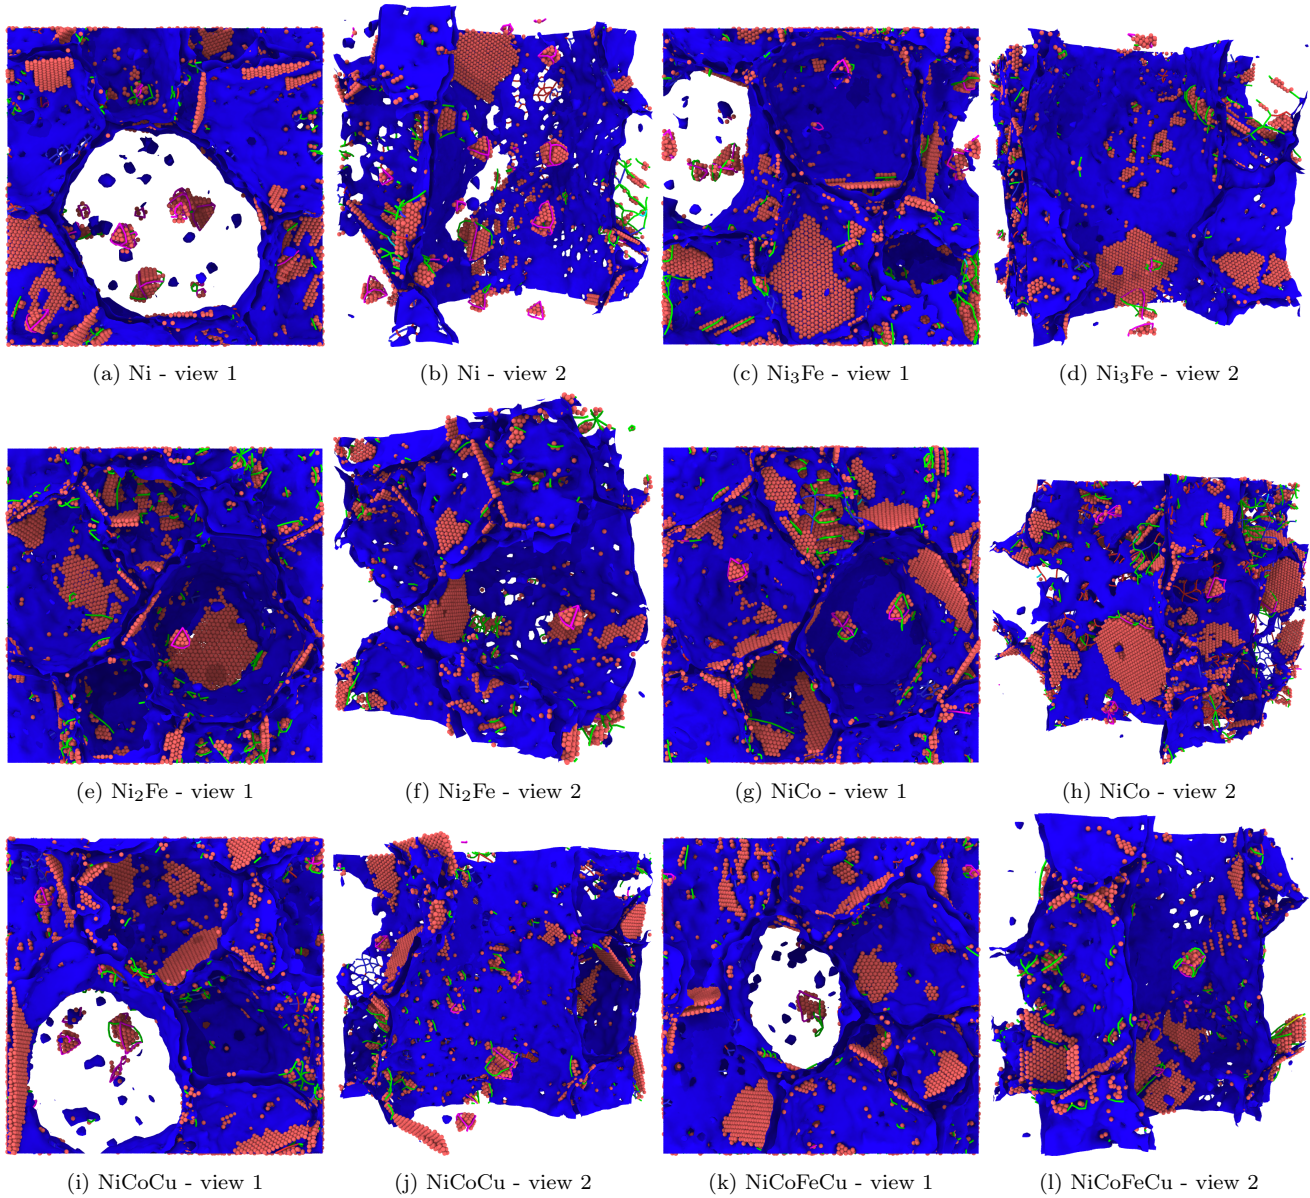 (a) Ni - view 1
(b) Ni - view 2
(c) Ni₃Fe - view 1
(d) Ni₃Fe - view 2
(e) Ni₂Fe - view 1
(f) Ni₂Fe - view 2
(g) NiCo - view 1
(h) NiCo - view 2
(i) NiCoCu - view 1
(j) NiCoCu - view 2
(k) NiCoFeCu - view 1
(l) NiCoFeCu - view 2